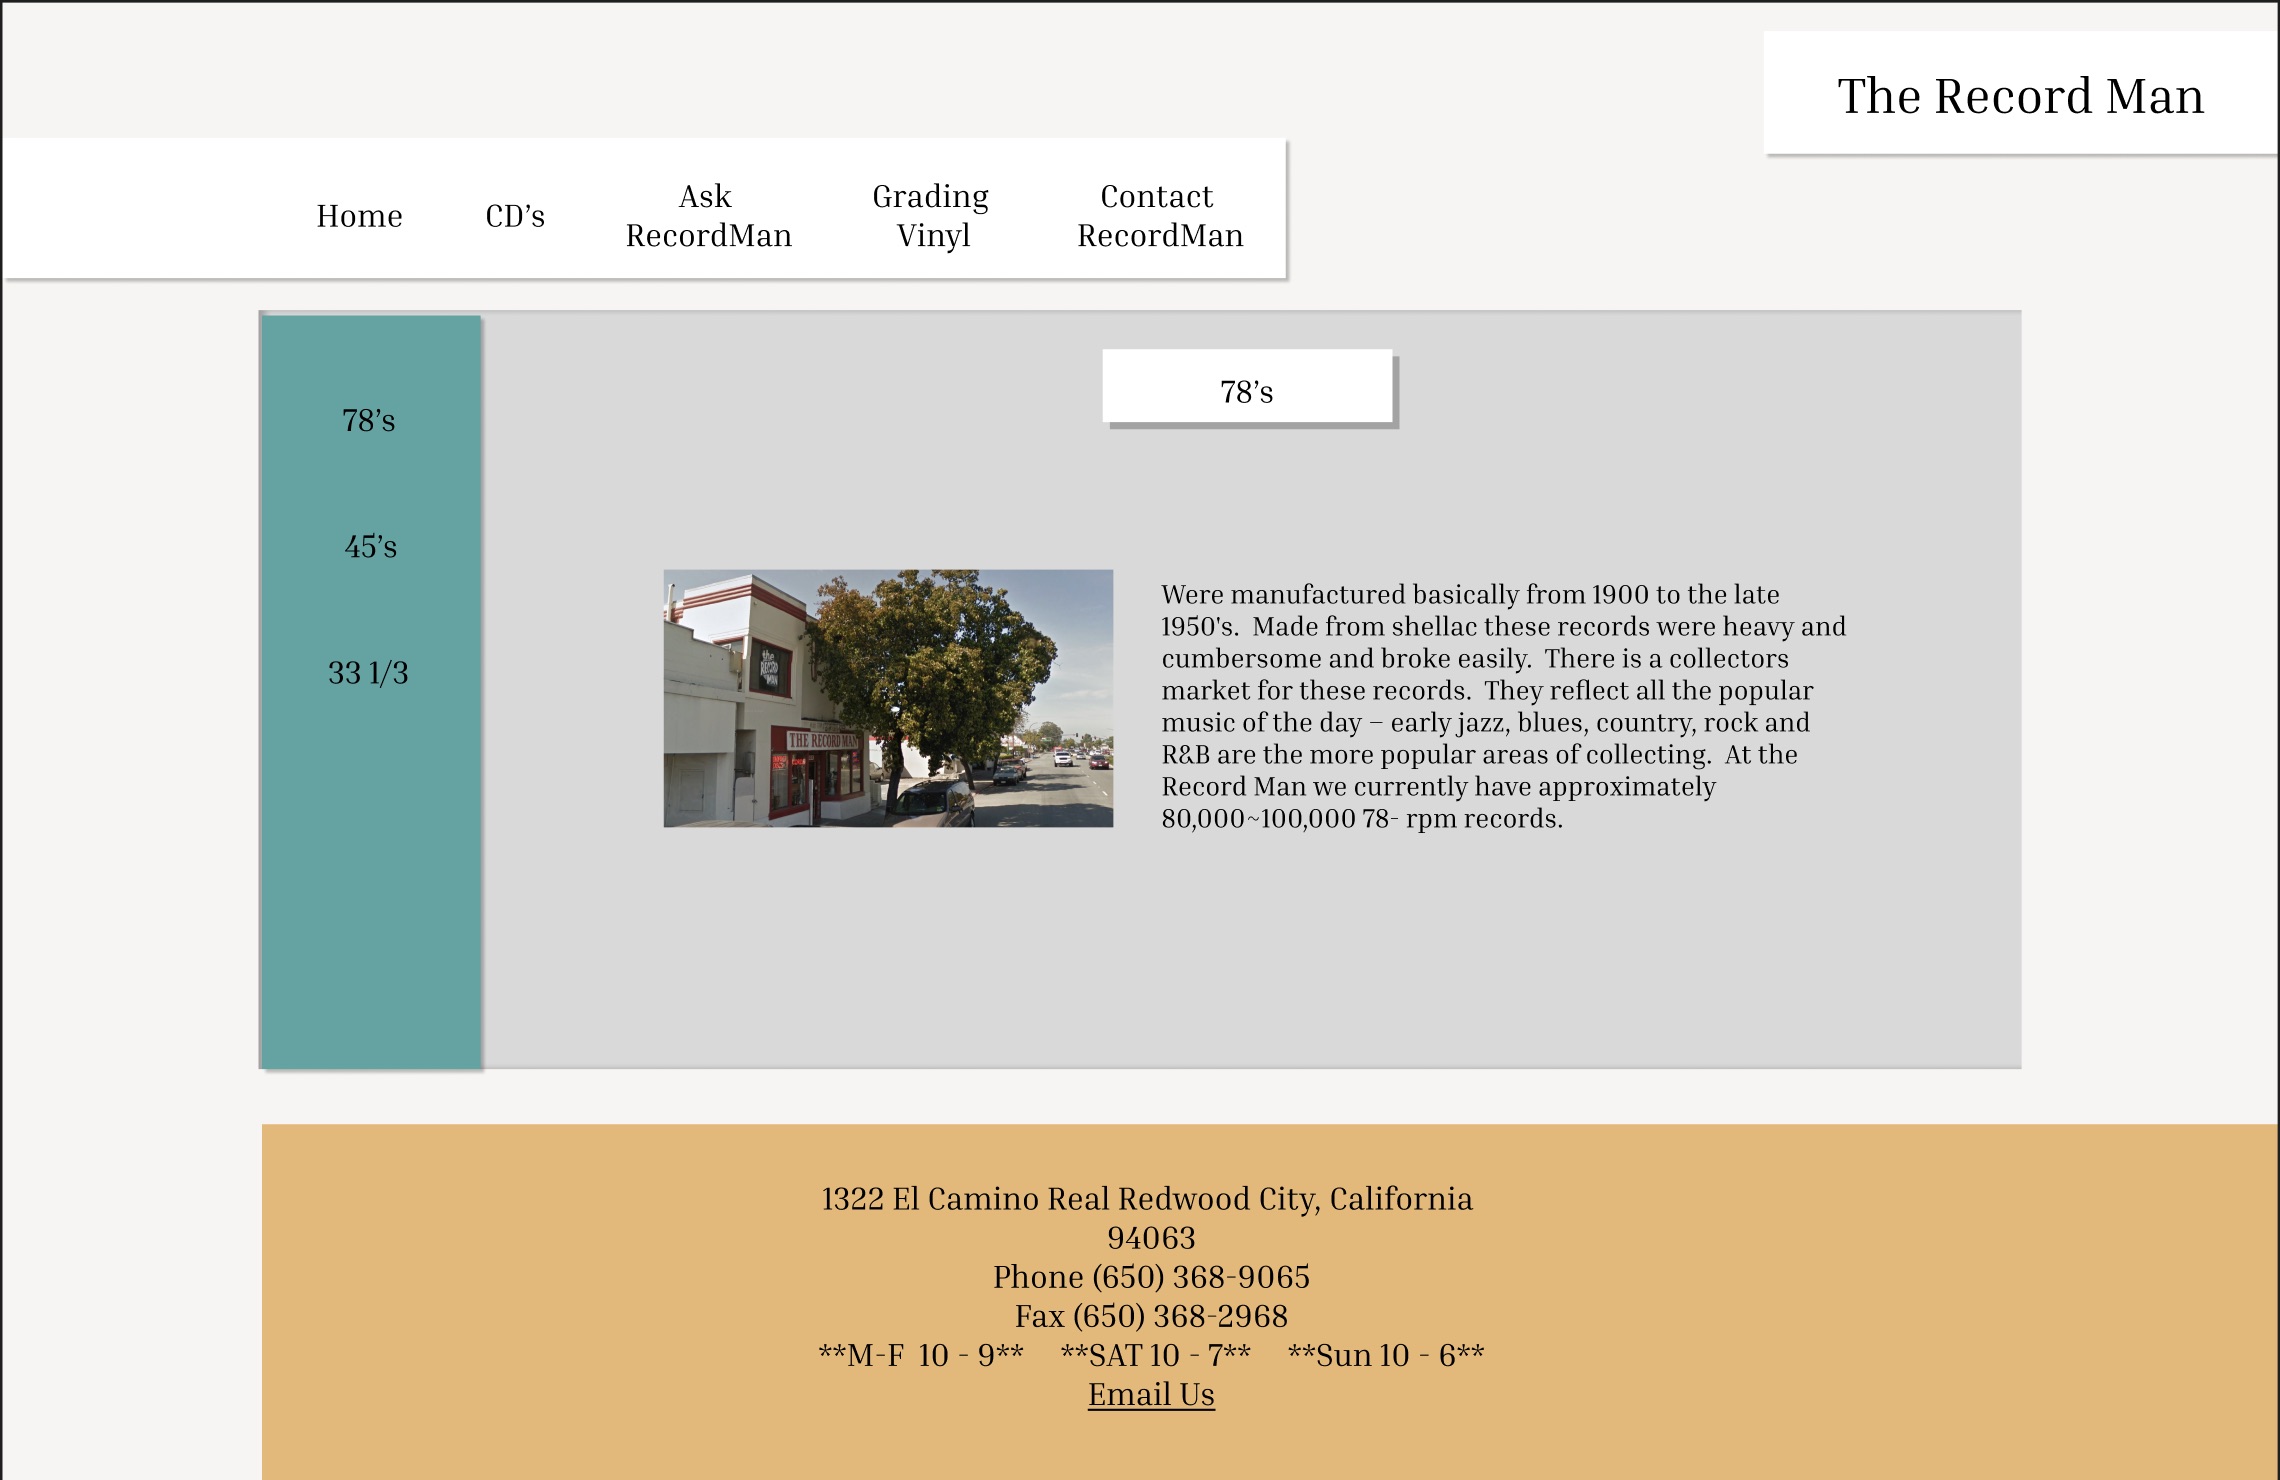 The Record Man
Home
CD’s
Ask
RecordMan
Grading
Vinyl
Contact
RecordMan
78’s
45’s
33 1/3
78’s
the
RECORD
MAN
THE RECORD MAN
Were manufactured basically from 1900 to the late
1950's.  Made from shellac these records were heavy and
cumbersome and broke easily.  There is a collectors
market for these records.  They reflect all the popular
music of the day – early jazz, blues, country, rock and
R&B are the more popular areas of collecting.  At the
Record Man we currently have approximately
80,000~100,000 78- rpm records.
1322 El Camino Real Redwood City, California
94063
Phone (650) 368-9065
Fax (650) 368-2968
**M-F  10 - 9**    **SAT 10 - 7**    **Sun 10 - 6**
Email Us